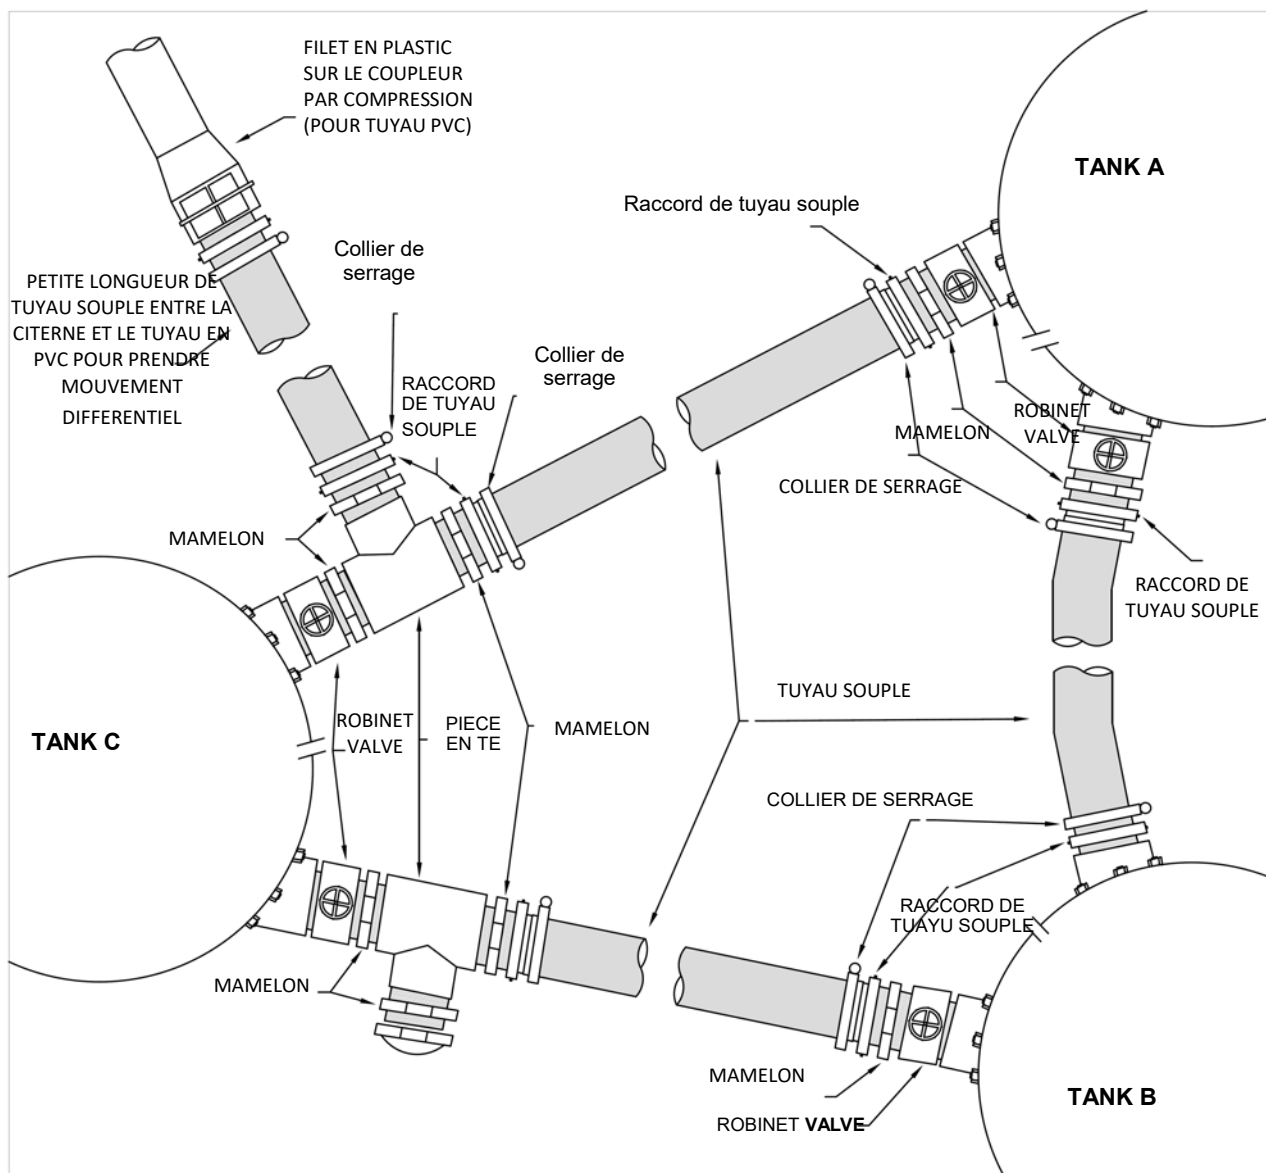 FILET EN PLASTIC
SUR LE COUPLEUR
PAR COMPRESSION
(POUR TUYAU PVC)
TANK A
Raccord de tuyau souple
Collier de
serrage
PETITE LONGUEUR DE
TUYAU SOUPLE ENTRE LA
CITERNE ET LE TUYAU EN
PVC POUR PRENDRE
MOUVEMENT
DIFFERENTIEL
Collier de
serrage
RACCORD
DE TUYAU
SOUPLE
ROBINET
VALVE
MAMELON
COLLIER DE SERRAGE
MAMELON
RACCORD DE
TUYAU SOUPLE
TUYAU SOUPLE
ROBINET
VALVE
PIECE
EN TE
MAMELON
TANK C
COLLIER DE SERRAGE
RACCORD DE
TUAYU SOUPLE
MAMELON
MAMELON
TANK B
ROBINET VALVE